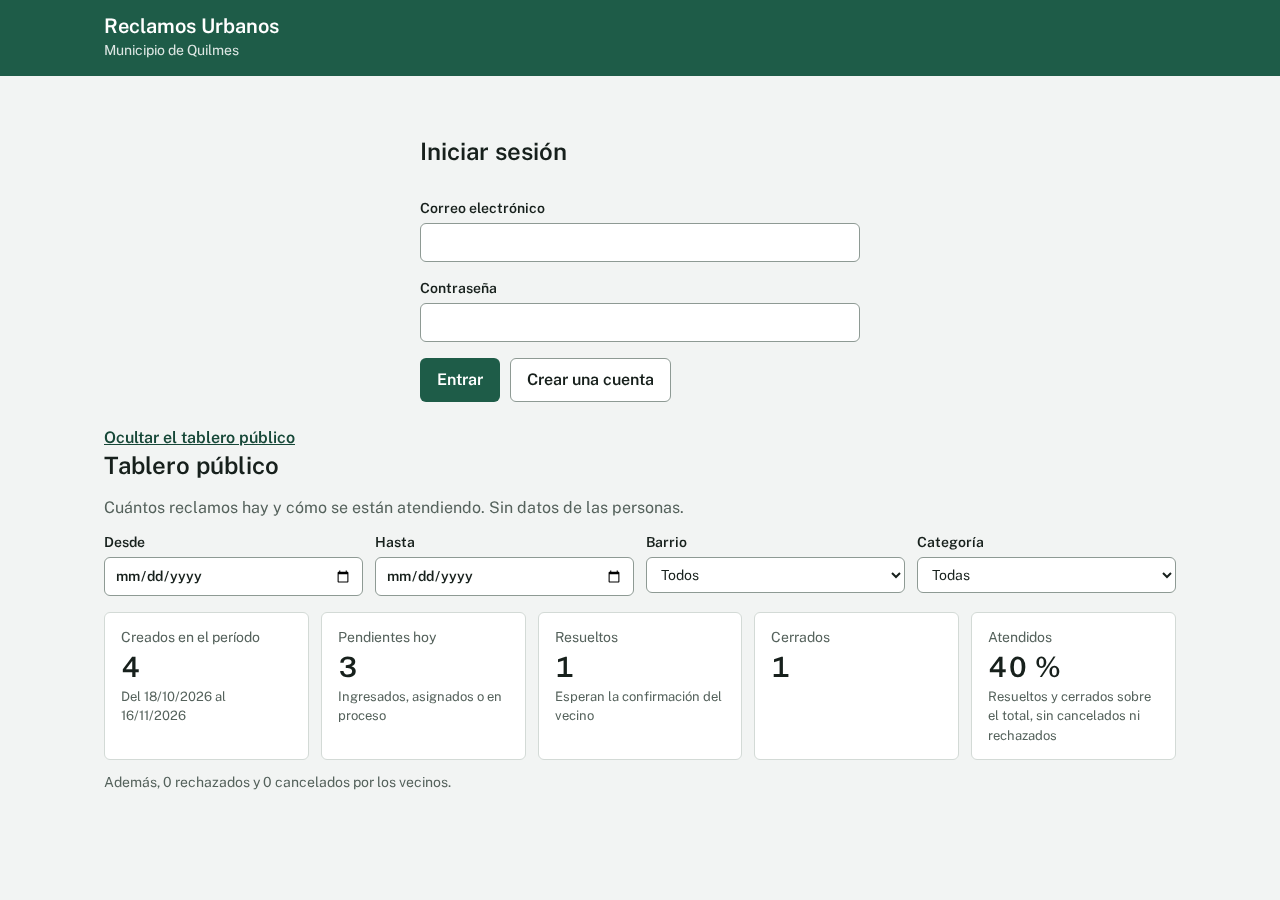 Reclamos Urbanos
Municipio de Quilmes
Iniciar sesión
Correo electrónico
Contraseña
Entrar
Crear una cuenta
Ocultar el tablero público
Tablero público
Cuántos reclamos hay y cómo se están atendiendo. Sin datos de las personas.
Desde
Hasta
Barrio
Categoría
mm/dd/yyyy
mm/dd/yyyy
Todos
Todas
Creados en el período
4
Del 18/10/2026 al
16/11/2026
Pendientes hoy
3
Ingresados, asignados o en
proceso
Resueltos
1
Esperan la confirmación del
vecino
Cerrados
1
Atendidos
40 %
Resueltos y cerrados sobre
el total, sin cancelados ni
rechazados
Además, 0 rechazados y 0 cancelados por los vecinos.